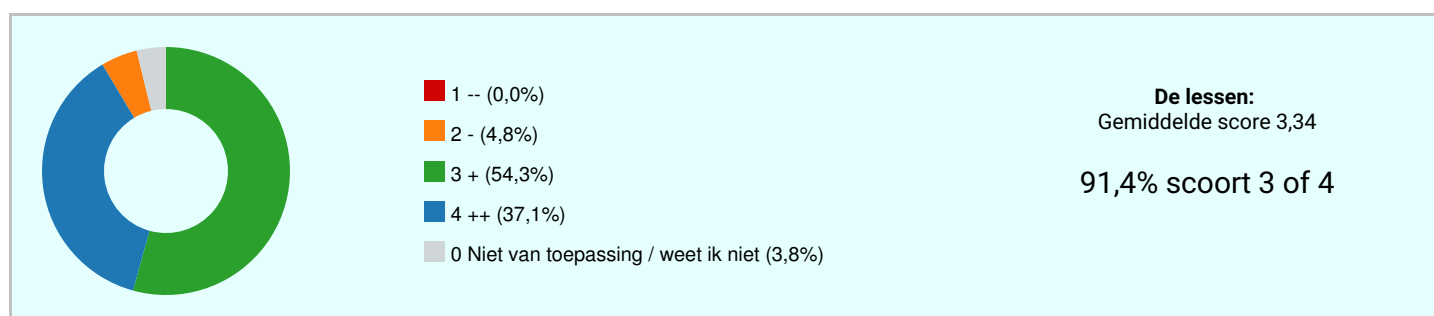 1 -- (0,0%)
2 - (4,8%)
3 + (54,3%)
4 ++ (37,1%)
0 Niet van toepassing / weet ik niet (3,8%)
De lessen:
Gemiddelde score 3,34
91,4% scoort 3 of 4